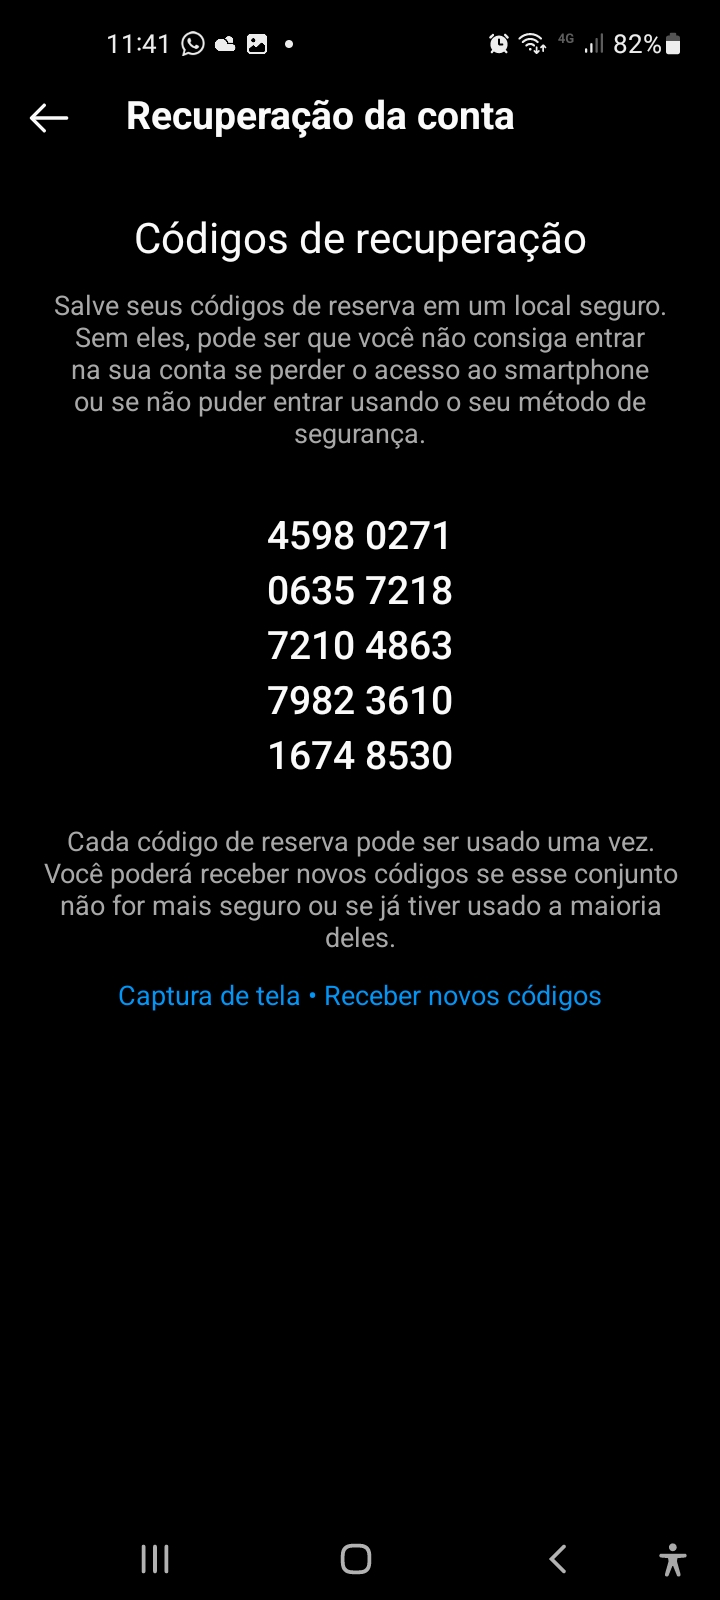 11:41 4G 82%
Recuperação da conta
Códigos de recuperação
Salve seus códigos de reserva em um local seguro.
Sem eles, pode ser que você não consiga entrar
na sua conta se perder o acesso ao smartphone
ou se não puder entrar usando o seu método de
segurança.
4598 0271
0635 7218
7210 4863
7982 3610
1674 8530
Cada código de reserva pode ser usado uma vez.
Você poderá receber novos códigos se esse conjunto
não for mais seguro ou se já tiver usado a maioria
deles.
Captura de tela • Receber novos códigos